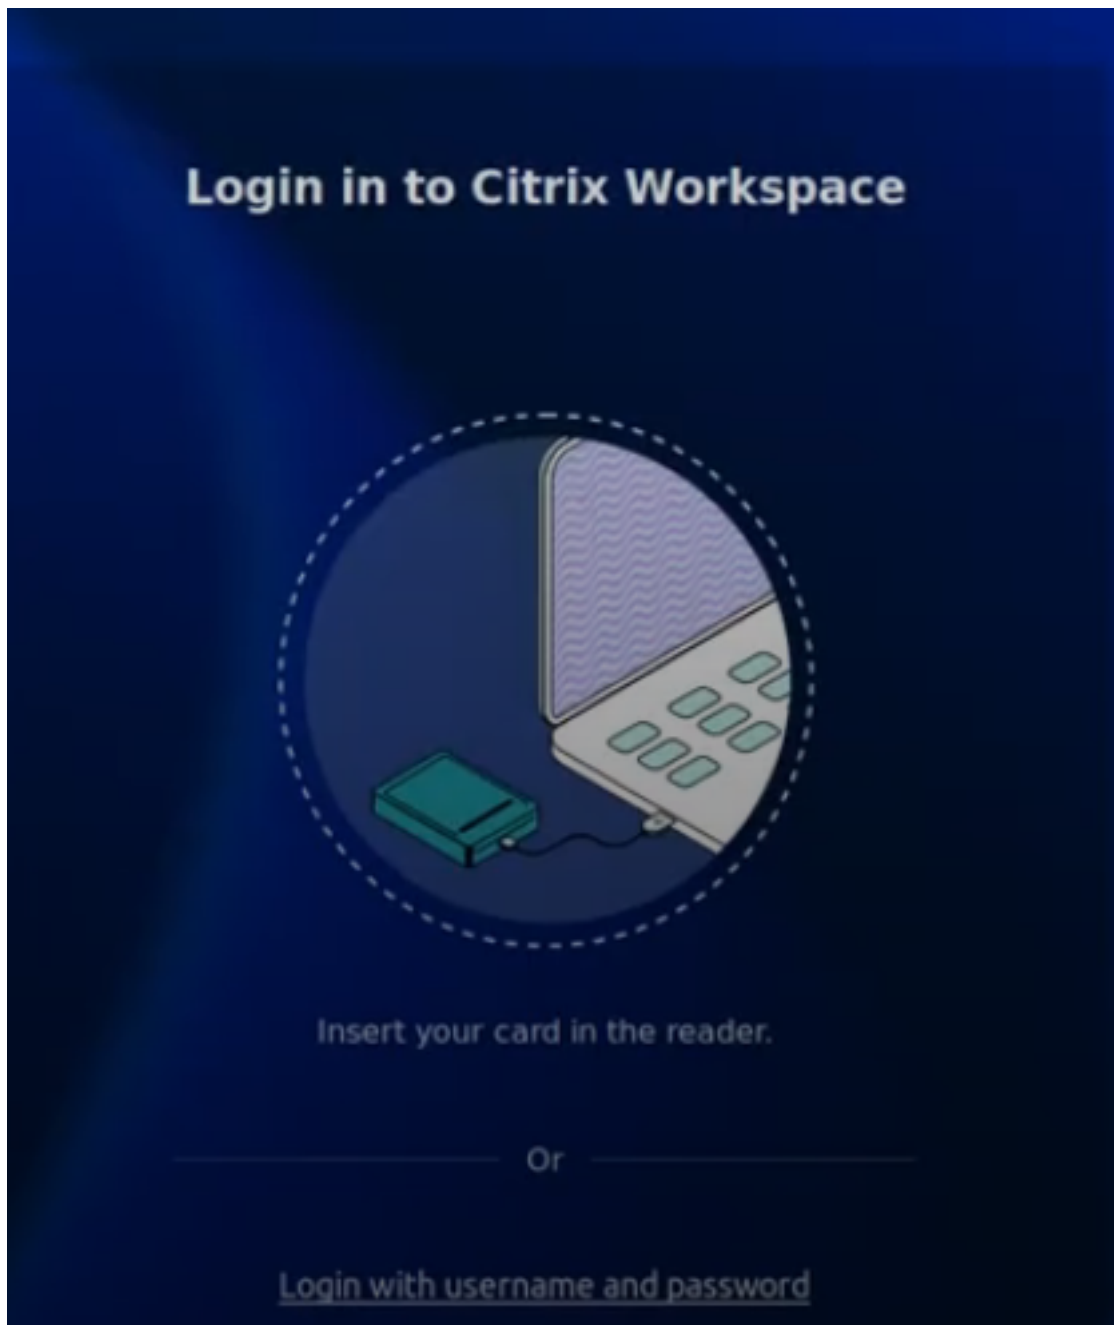 Login in to Citrix Workspace
Insert your card in the reader.
Or
Login with username and password